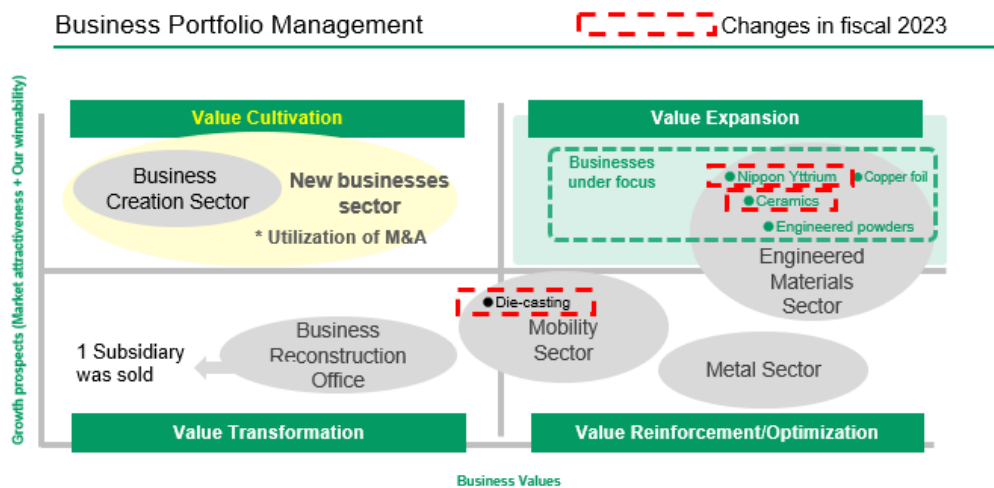 Business Portfolio Management
Changes in fiscal 2023
Growth prospects (Market attractiveness + Our winnability)
Value Cultivation
Business
Creation Sector
New businesses
sector
* Utilization of M&A
Value Expansion
Businesses
under focus
Nippon Yttrium
Copper foil
Ceramics
Engineered powders
Engineered
Materials
Sector
Die-casting
Mobility
Sector
Business
Reconstruction
Office
1 Subsidiary
was sold
Metal Sector
Value Transformation
Value Reinforcement/Optimization
Business Values